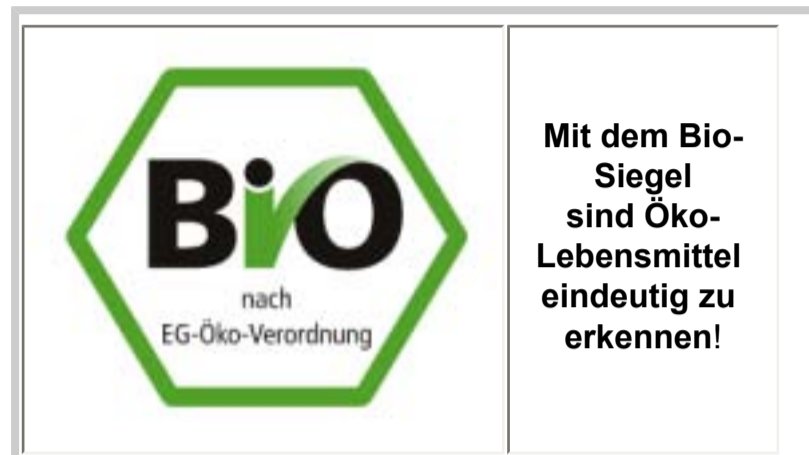 Bio
nach
EG-Öko-Verordnung
Mit dem Bio-
Siegel
sind Öko-
Lebensmittel
eindeutig zu
erkennen!